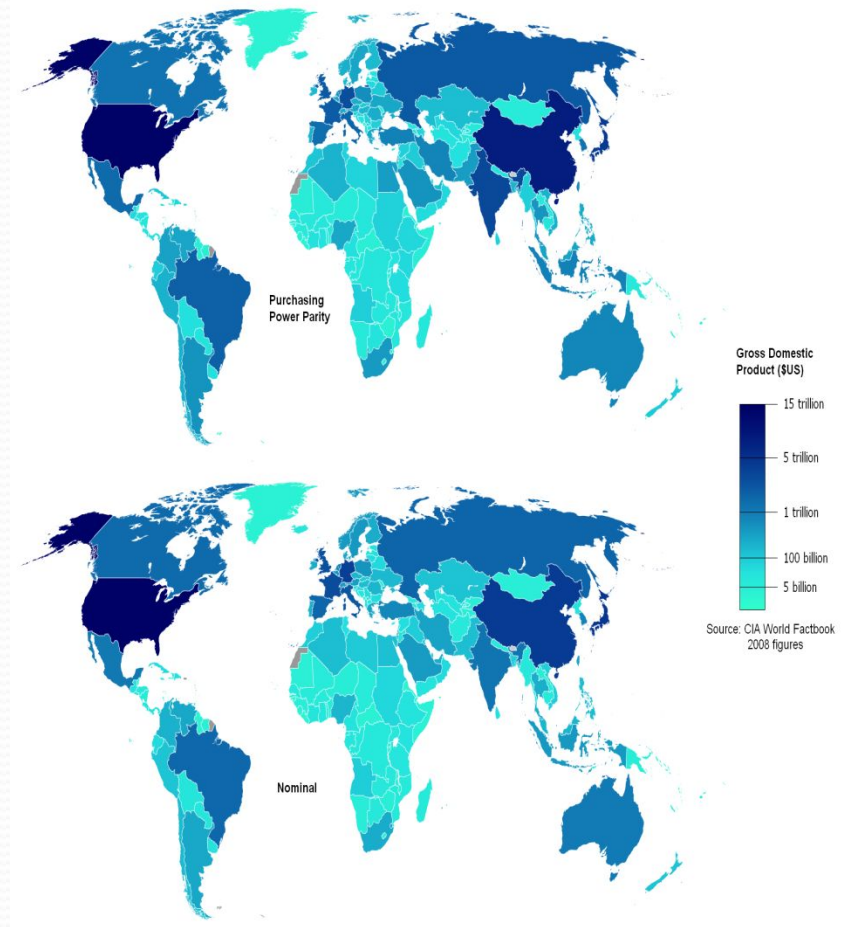 Purchasing
Power Parity
Gross Domestic
Product ($US)
15 trillion
5 trillion
1 trillion
100 billion
5 billion
Source: CIA World Factbook
2008 figures
Nominal